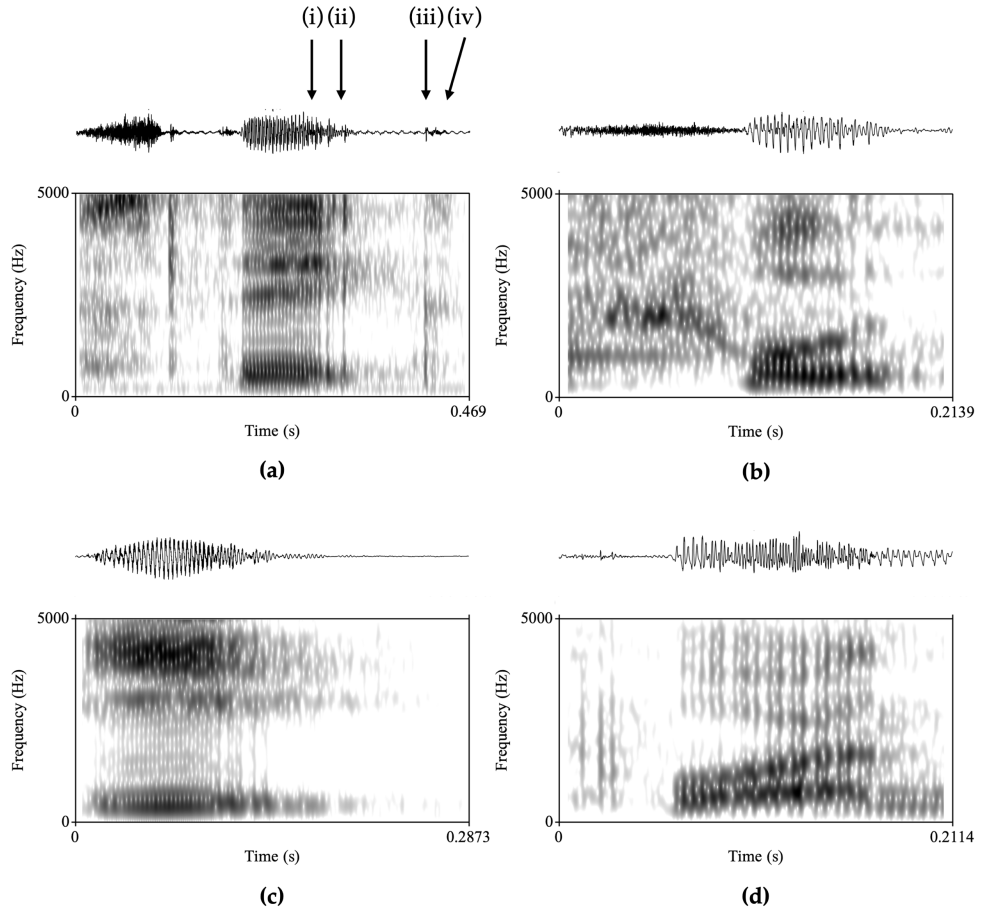 (i) (ii) (iii) (iv)
5000 5000
Frequency (Hz) Frequency (Hz)
0 0
0 0.469 0 0.2139
Time (s) Time (s)
(a) (b)
5000 5000
Frequency (Hz) Frequency (Hz)
0 0
0 0.2873 0 0.2114
Time (s) Time (s)
(c) (d)